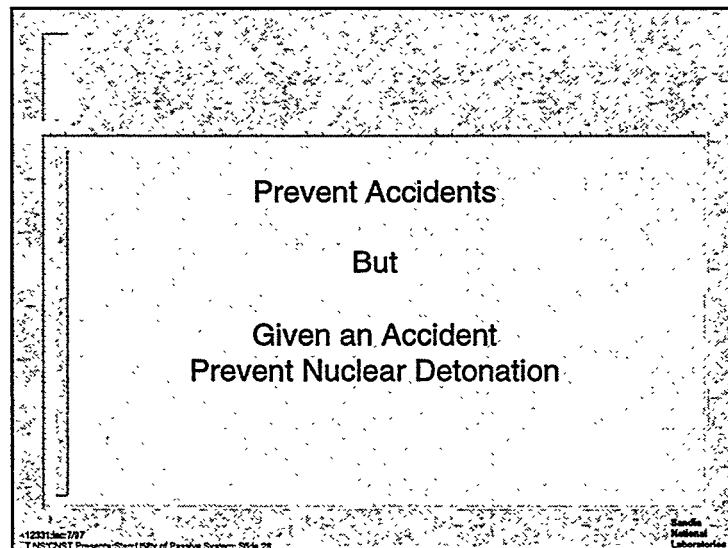 Prevent Accidents
But
Given an Accident
Prevent Nuclear Detonation
Sandia
National
Laboratories